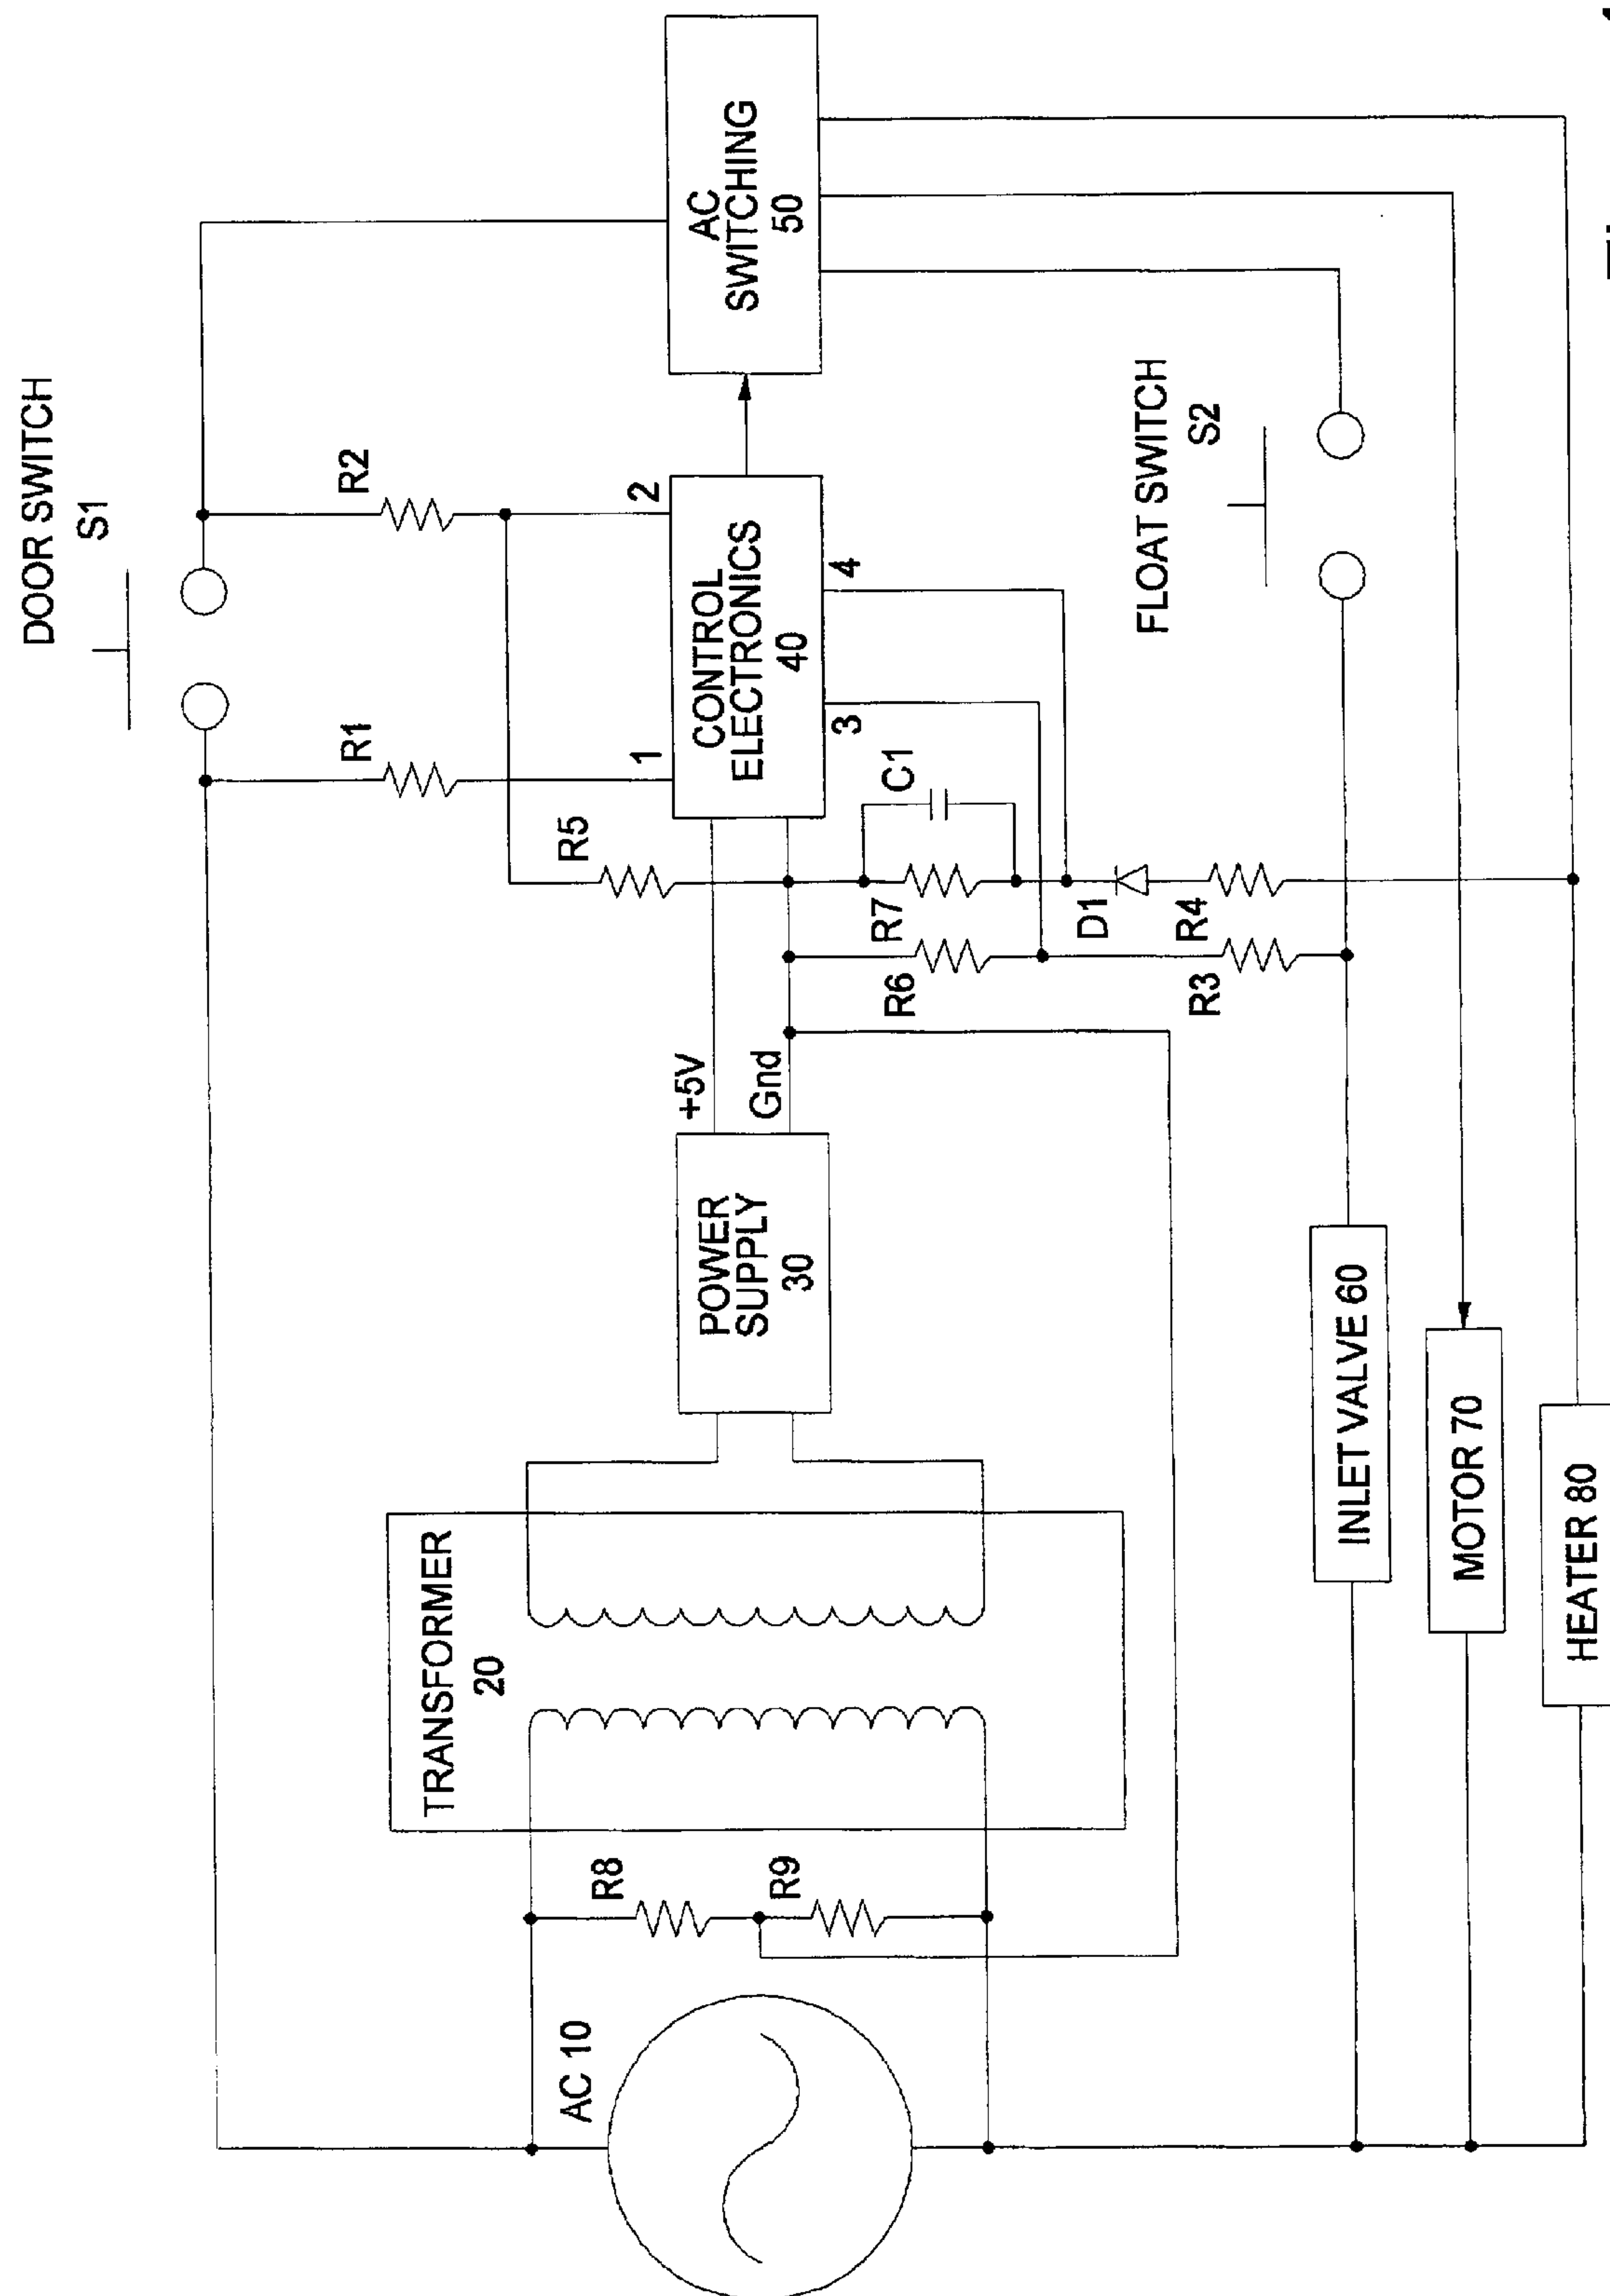 DOOR SWITCH
S1
R1
R2
TRANSFORMER
20
AC 10
R8
R9
POWER
SUPPLY
30
+5V
Gnd
R5
1
2
CONTROL
ELECTRONICS
40
3
4
AC
SWITCHING
50
C1
R7
R6
D1
R4
R3
FLOAT SWITCH
S2
INLET VALVE 60
MOTOR 70
HEATER 80